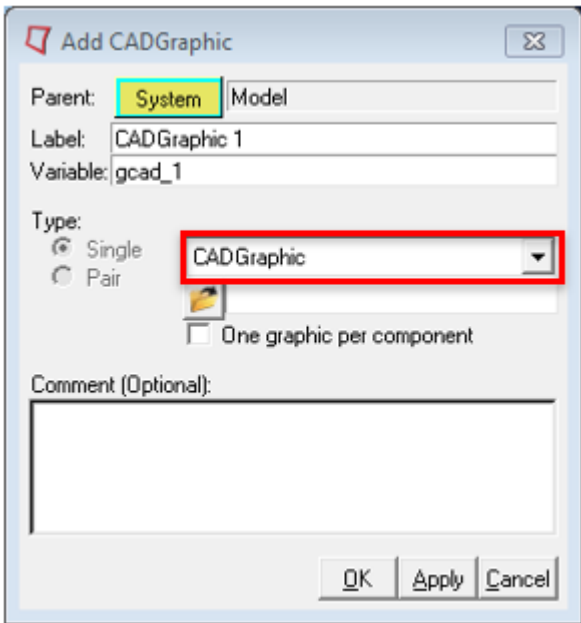 Add CADGraphic
Parent: System Model
Label: CADGraphic 1
Variable: gcad_1
Type:
Single CADGraphic
Pair
One graphic per component
Comment (Optional):
OK Apply Cancel